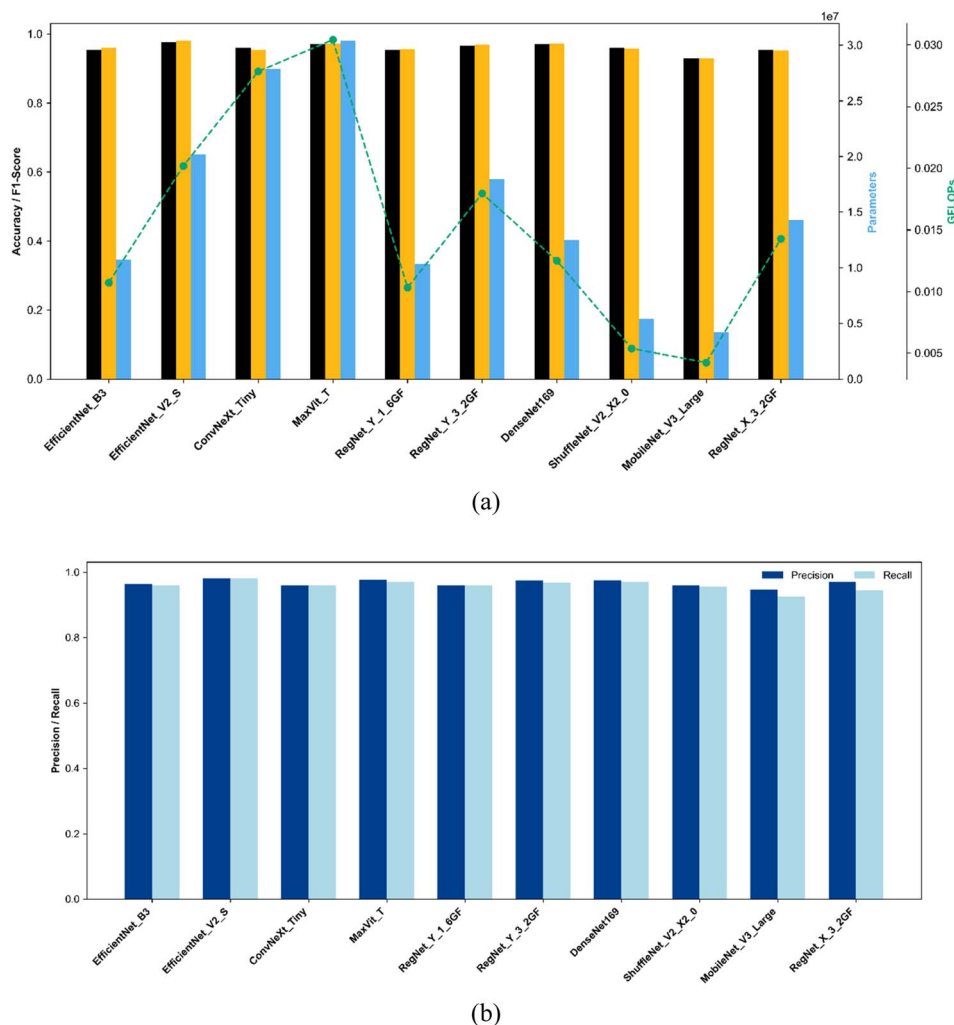 1e7
1.0
0.8
0.6
0.4
0.2
0.0
Accuracy / F1-Score
3.0
2.5
2.0
1.5
1.0
0.5
0.0
Parameters
0.030
0.025
0.020
0.015
0.010
0.005
GFLOPs
EfficientNet_B3
EfficientNet_V2_S
ConvNeXt_Tiny
MaxVit_T
RegNet_Y_1_6GF
RegNet_Y_3_2GF
DenseNet169
ShuffleNet_V2_X2_0
MobileNet_V3_Large
RegNet_X_3_2GF
(a)
Precision Recall
1.0
0.8
0.6
0.4
0.2
0.0
Precision / Recall
EfficientNet_B3
EfficientNet_V2_S
ConvNeXt_Tiny
MaxVit_T
RegNet_Y_1_6GF
RegNet_Y_3_2GF
DenseNet169
ShuffleNet_V2_X2_0
MobileNet_V3_Large
RegNet_X_3_2GF
(b)